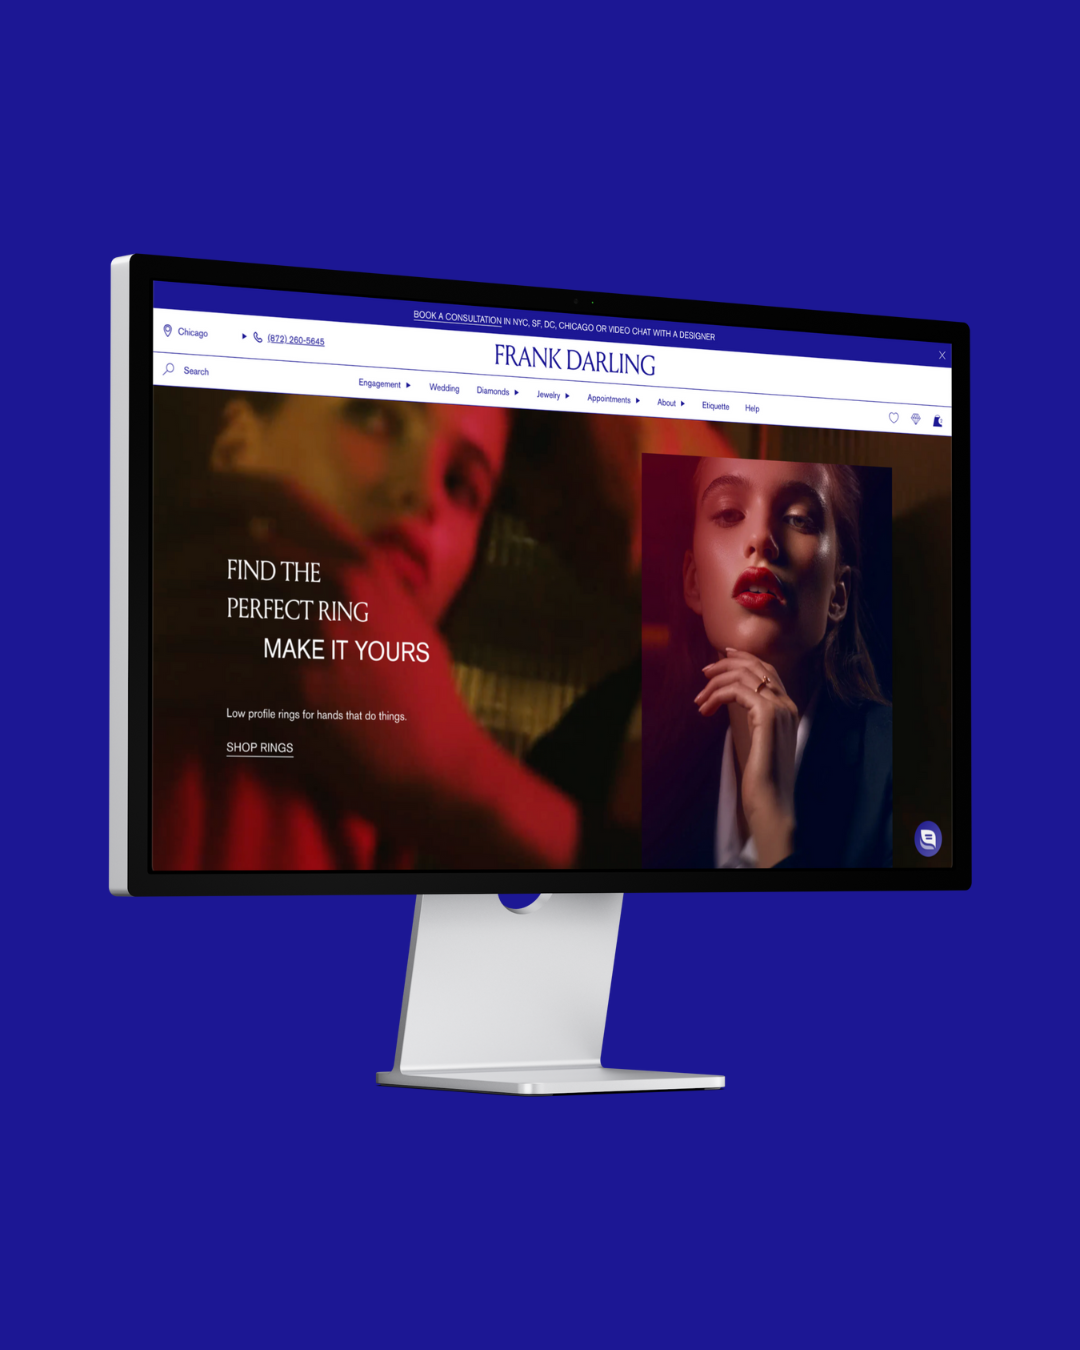 BOOK A CONSULTATION IN NYC, SF, DC, CHICAGO OR VIDEO CHAT WITH A DESIGNER
X
Chicago
(872) 260-5645
FRANK DARLING
Search
Engagement
Wedding
Diamonds
Jewelry
Appointments
About
Etiquette
Help
FIND THE
PERFECT RING
MAKE IT YOURS
Low profile rings for hands that do things.
SHOP RINGS